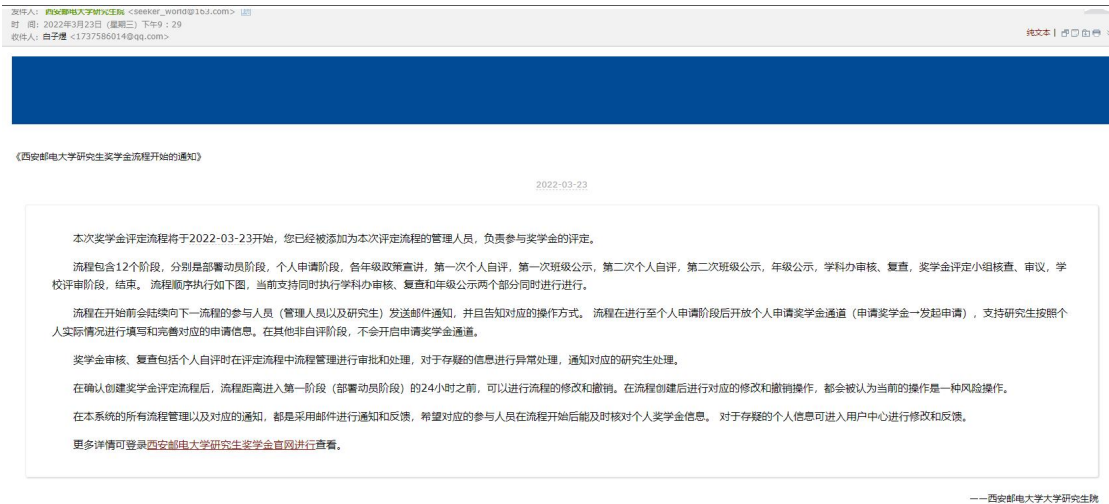 发件人：西安邮电大学研究生院 <seeker_world@163.com>
时 间：2022年3月23日（星期三）下午9：29
收件人：白子煜 <1737586014@qq.com>
纯文本 |
《西安邮电大学研究生奖学金流程开始的通知》
2022-03-23
本次奖学金评定流程将于2022-03-23开始，您已经被添加为本次评定流程的管理人员，负责参与奖学金的评定。
流程包含12个阶段，分别是部署动员阶段，个人申请阶段，各年级政策宣讲，第一次个人自评，第一次班级公示，第二次个人自评，第二次班级公示，年级公示，学科办审核、复查，奖学金评定小组核查、审议，学
校评审阶段，结束。 流程顺序执行如下图，当前支持同时执行学科办审核、复查和年级公示两个部分同时进行进行。
流程在开始前会陆续向下一流程的参与人员（管理人员以及研究生）发送邮件通知，并且告知对应的操作方式。 流程在进行至个人申请阶段后开放个人申请奖学金通道（申请奖学金→发起申请），支持研究生按照个
人实际情况进行填写和完善对应的申请信息。在其他非自评阶段，不会开启申请奖学金通道。
奖学金审核、复查包括个人自评时在评定流程中流程管理进行审批和处理，对于存疑的信息进行异常处理，通知对应的研究生处理。
在确认创建奖学金评定流程后，流程距离进入第一阶段（部署动员阶段）的24小时之前，可以进行流程的修改和撤销。在流程创建后进行对应的修改和撤销操作，都会被认为当前的操作是一种风险操作。
在本系统的所有流程管理以及对应的通知，都是采用邮件进行通知和反馈，希望对应的参与人员在流程开始后能及时核对个人奖学金信息。 对于存疑的个人信息可进入用户中心进行修改和反馈。
更多详情可登录西安邮电大学研究生奖学金官网进行查看。
——西安邮电大学大学研究生院